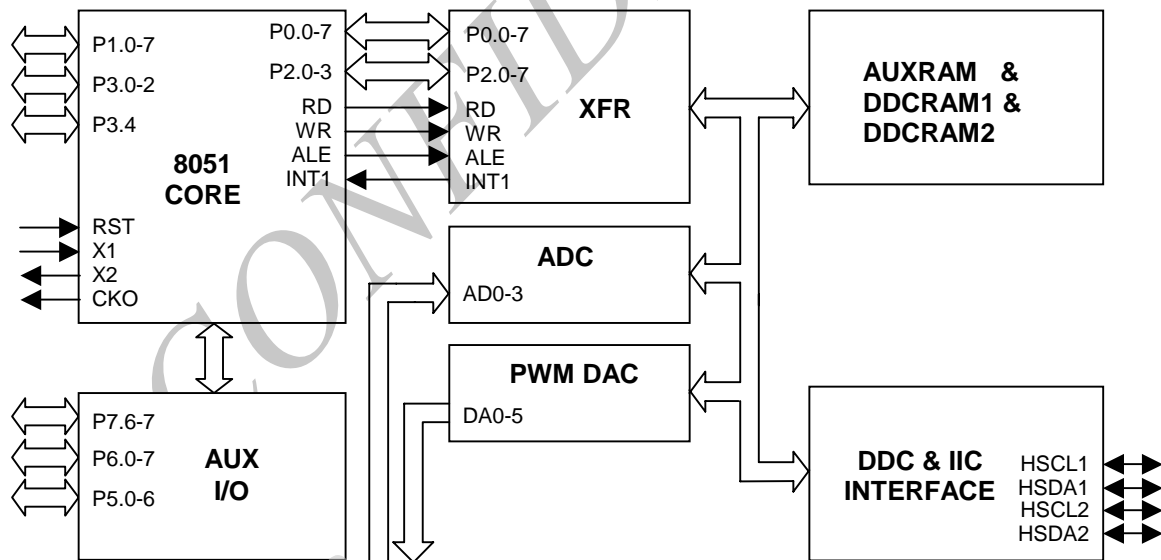 P1.0-7
P3.0-2
P3.4
8051
CORE
RST
X1
X2
CKO
P0.0-7
P2.0-3
RD
WR
ALE
INT1
P0.0-7
P2.0-7
RD
WR
ALE
INT1
XFR
AUXRAM &
DDCRAM1 &
DDCRAM2
ADC
AD0-3
PWM DAC
DA0-5
P7.6-7
P6.0-7
P5.0-6
AUX
I/O
DDC & IIC
INTERFACE
HSCL1
HSDA1
HSCL2
HSDA2
CONFID